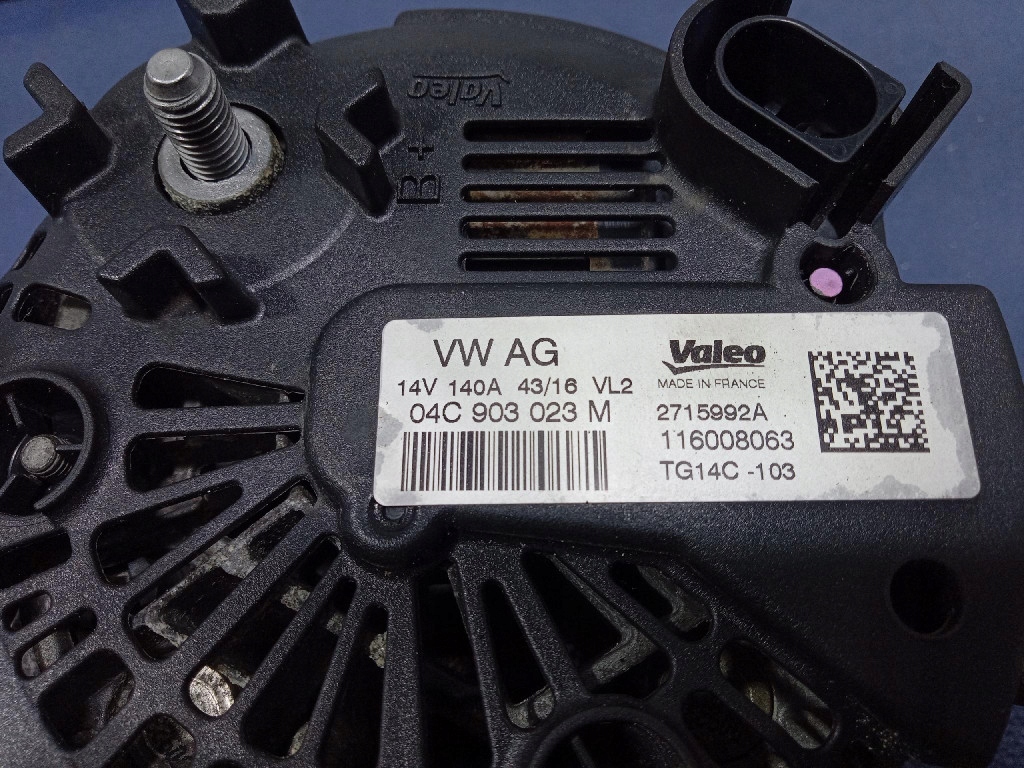 Valeo
B+
VW AG
14V 140A 43/16 VL2
04C 903 023 M
Valeo
MADE IN FRANCE
2715992A
116008063
TG14C -103